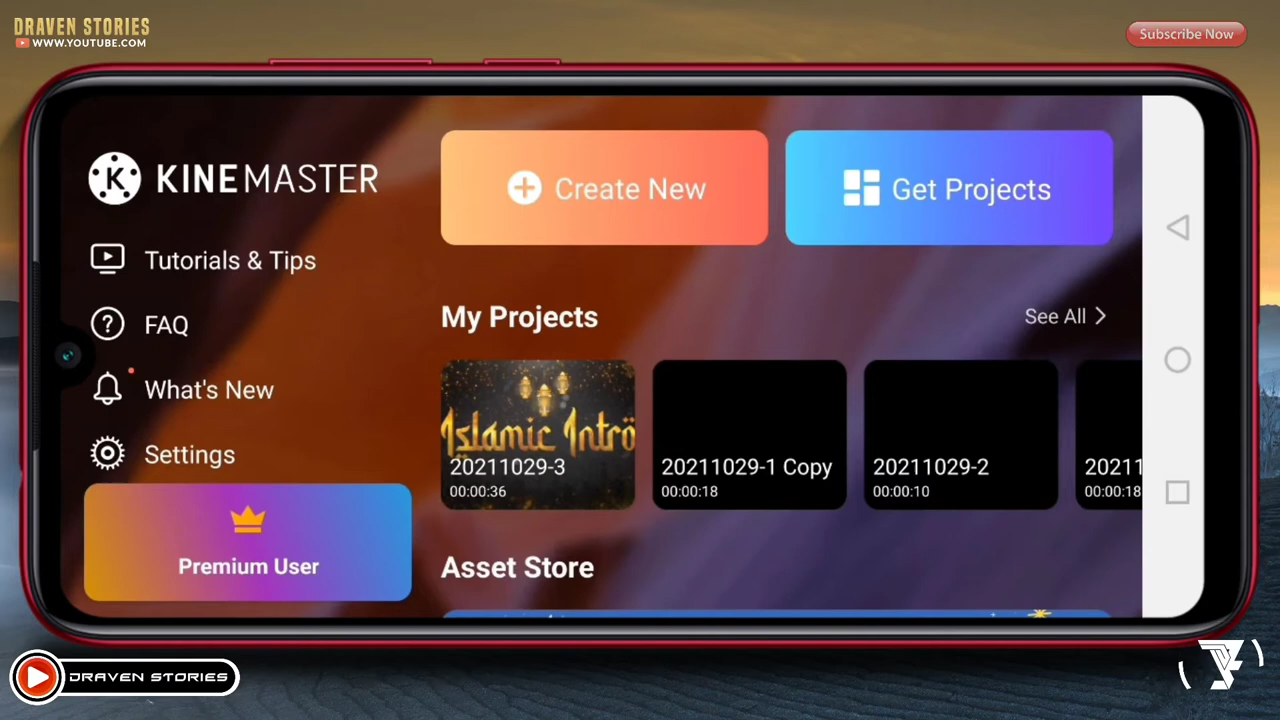 DRAVEN STORIES
WWW.YOUTUBE.COM
Subscribe Now
KINEMASTER
Tutorials & Tips
FAQ
What's New
Settings
Premium User
Create New
Get Projects
My Projects
See All
Islamic Intro
20211029-3
00:00:36
20211029-1 Copy
00:00:18
20211029-2
00:00:10
20211
00:00:18
Asset Store
DRAVEN STORIES